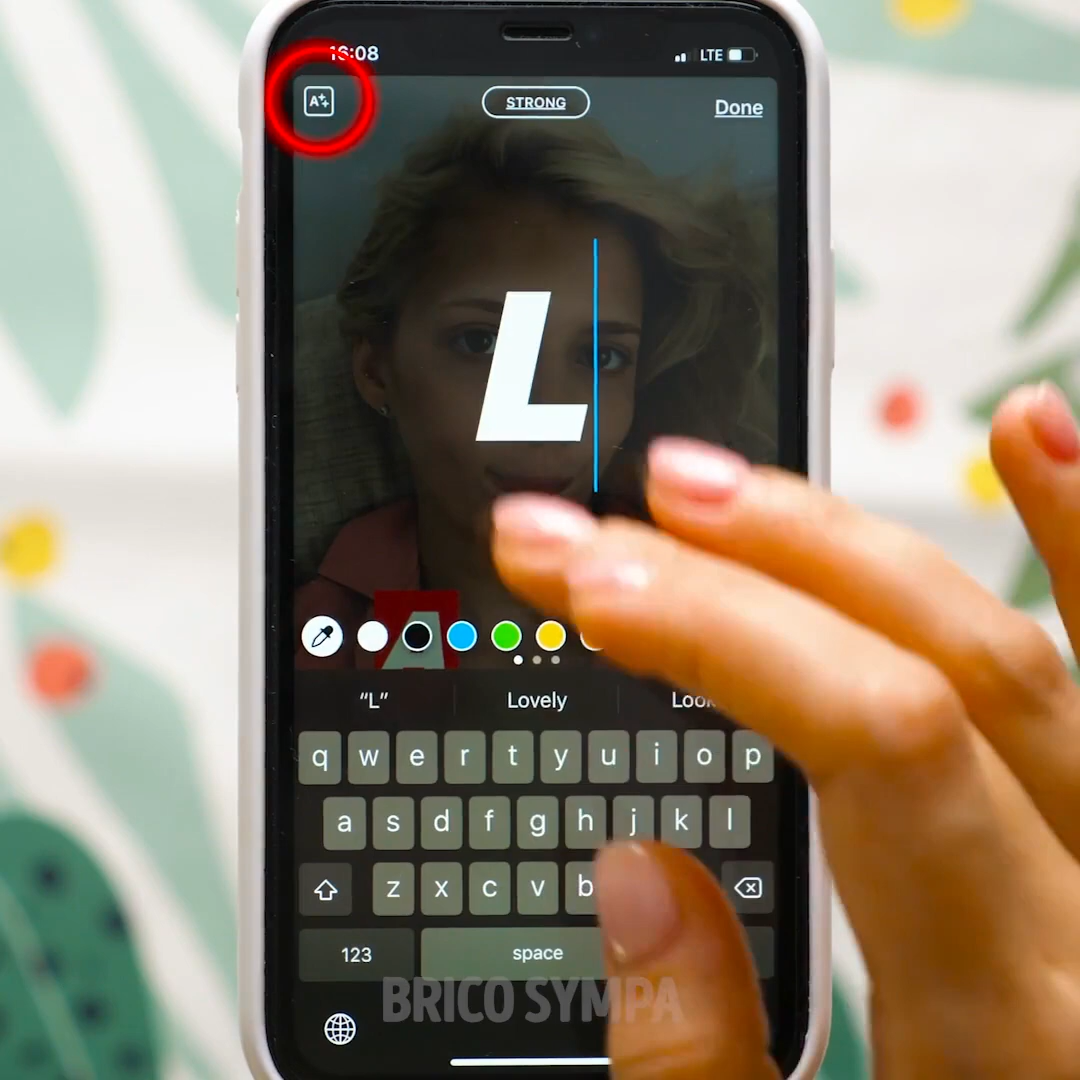 16:08 LTE
A
STRONG
Done
L
A
"L" Lovely
q w e r t y u i o p
a s d f g h j k l
z x c v b
123 space
BRICO SYMPA